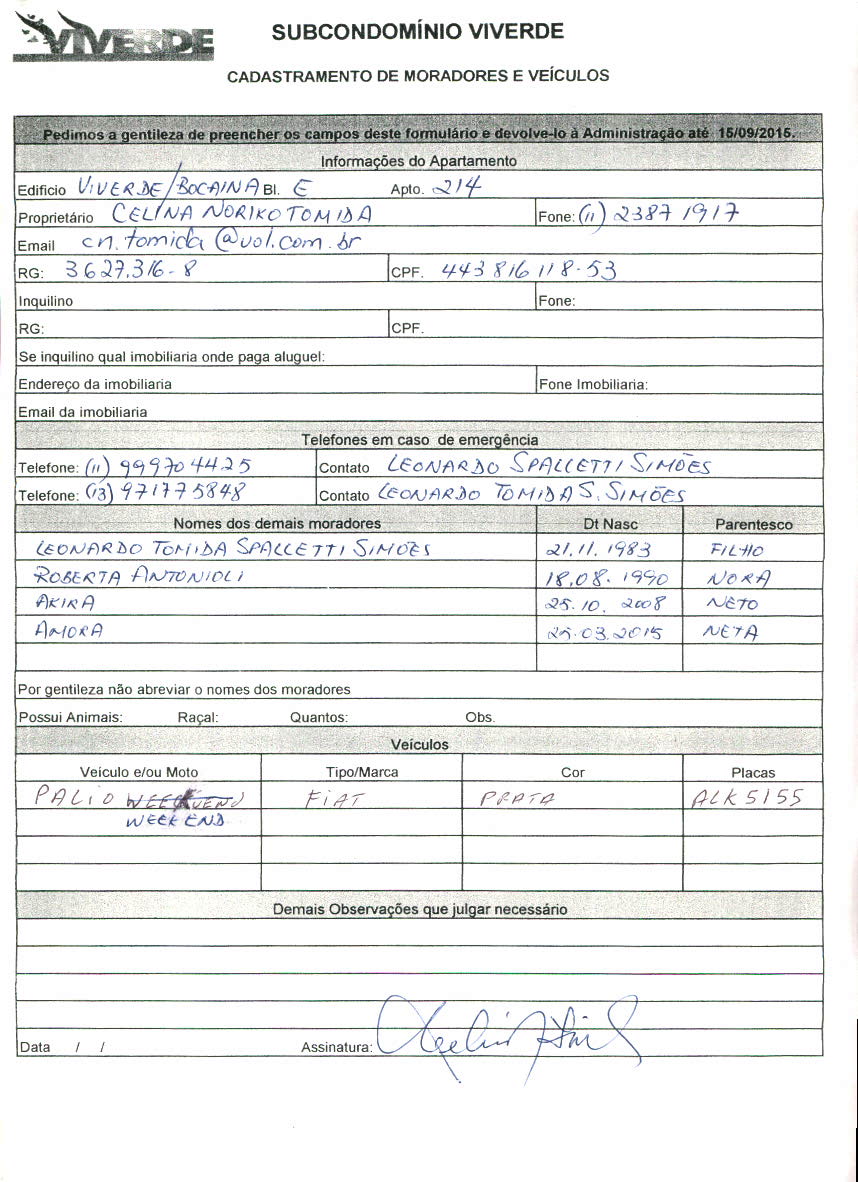 VIVERDE
SUBCONDOMÍNIO VIVERDE
CADASTRAMENTO DE MORADORES E VEÍCULOS
Pedimos a gentileza de preencher os campos deste formulário e devolve-lo à Administração até 15/09/2015.
Informações do Apartamento
Edificio VIVERDE/BOCAINA Bl. E Apto. 214
Proprietário CELINA NORIKO TOMIDA Fone: (11) 2387 1917
Email cn.tomida@uol.com.br
RG: 3627.316-8 CPF. 443 816 118-53
Inquilino Fone:
RG: CPF.
Se inquilino qual imobiliaria onde paga aluguel:
Endereço da imobiliaria Fone Imobiliaria:
Email da imobiliaria
Telefones em caso de emergência
Telefone: (11) 999704425 Contato LEONARDO SPALLETTI SIMÕES
Telefone: (13) 971775848 Contato LEONARDO TOMIDA S. SIMÕES
Nomes dos demais moradores Dt Nasc Parentesco
LEONARDO TOMIDA SPALLETTI SIMÕES 21.11.1983 FILHO
ROBERTA ANTONIOLI 18.08.1990 NORA
AKIRA 25.10.2008 NETO
AMORA 25.03.2015 NETA
Por gentileza não abreviar o nomes dos moradores
Possui Animais: Raçal: Quantos: Obs.
Veículos
Veículo e/ou Moto Tipo/Marca Cor Placas
PALIO FIAT PRATA ALK 5155
WEEKEND
Demais Observações que julgar necessário
Data / / Assinatura: